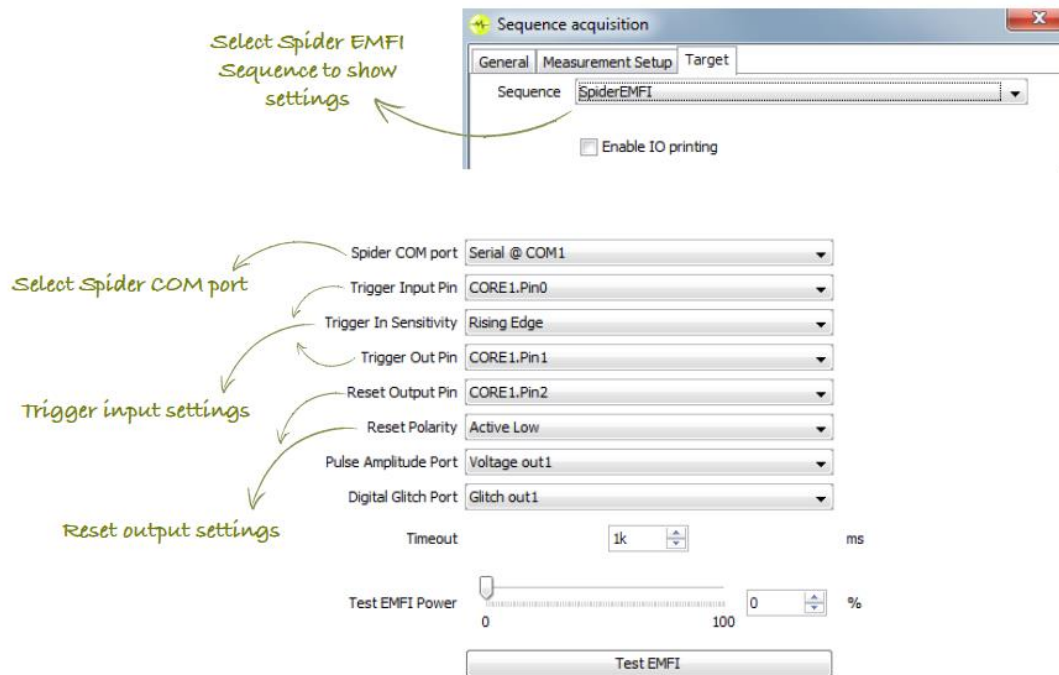 Select Spider EMFI
Sequence to show
settings
Sequence acquisition
General Measurement Setup Target
Sequence SpiderEMFI
Enable IO printing
Spider COM port Serial @ COM1
Select Spider COM port
Trigger Input Pin CORE1.Pin0
Trigger In Sensitivity Rising Edge
Trigger Out Pin CORE1.Pin1
Trigger input settings
Reset Output Pin CORE1.Pin2
Reset Polarity Active Low
Pulse Amplitude Port Voltage out1
Digital Glitch Port Glitch out1
Reset output settings
Timeout 1k ms
Test EMFI Power 0 %
0 100
Test EMFI